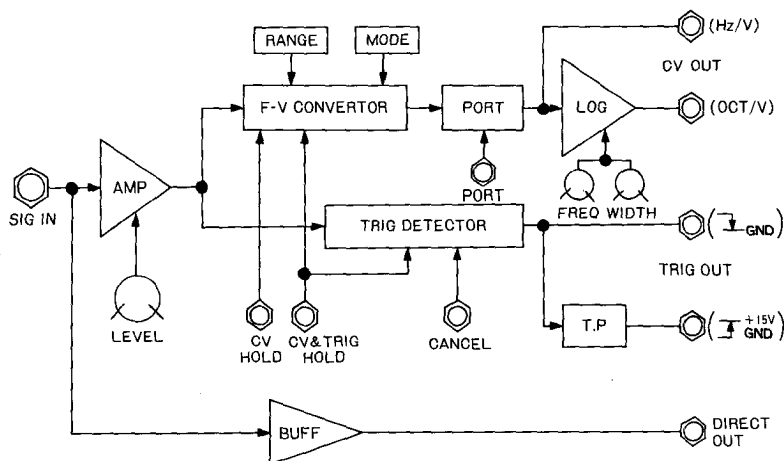 RANGE
MODE
(Hz/V)
CV OUT
F-V CONVERTOR
PORT
LOG
(OCT/V)
AMP
SIG IN
PORT
FREQ WIDTH
TRIG DETECTOR
GND
TRIG OUT
LEVEL
CV
HOLD
CV&TRIG
HOLD
CANCEL
T.P
+15V
GND
BUFF
DIRECT
OUT